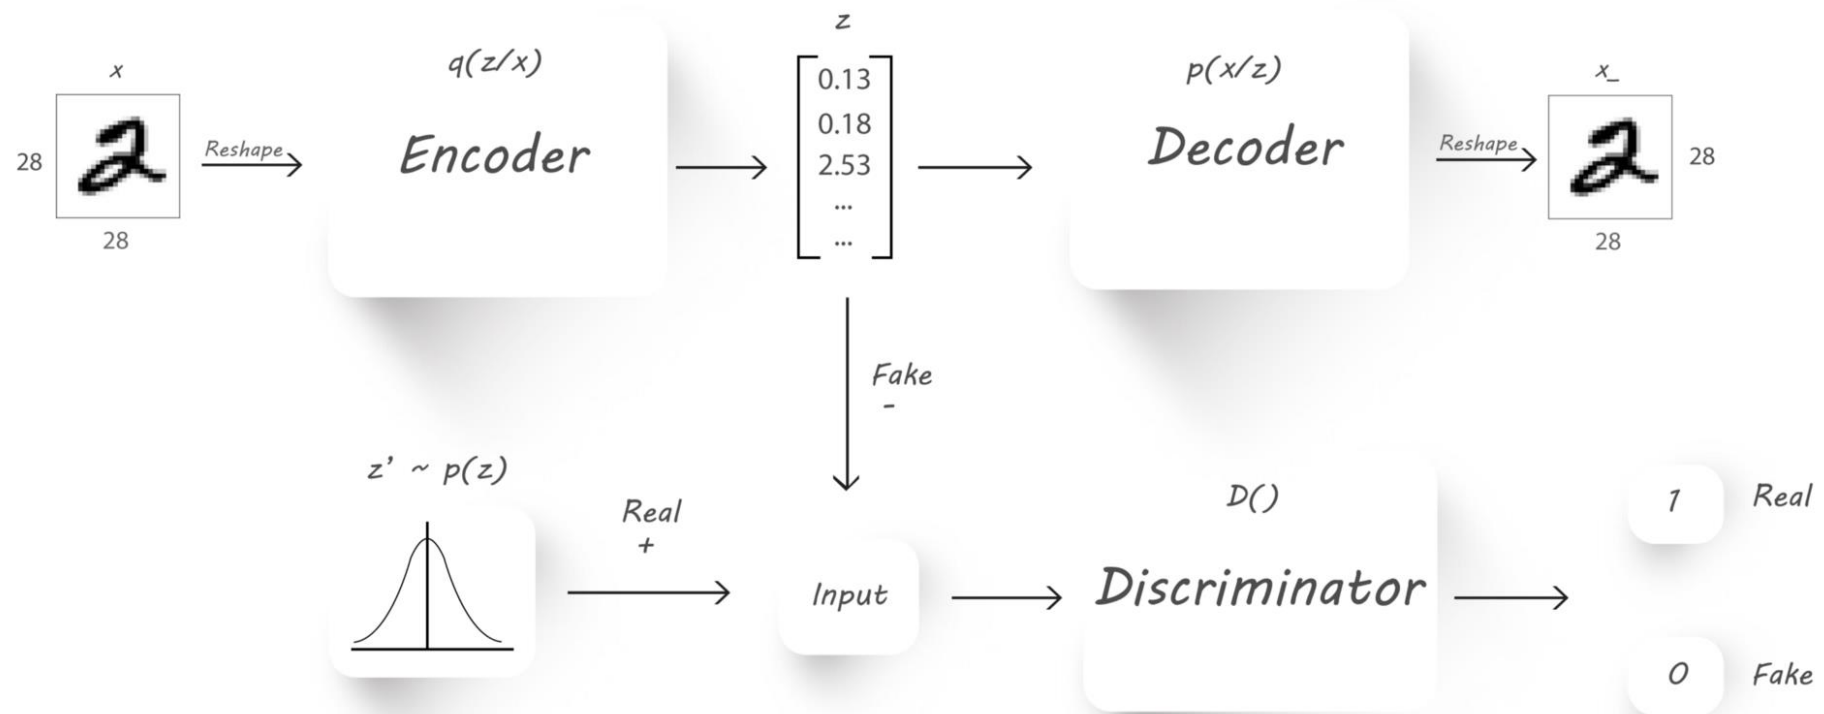 x
28
28
Reshape
q(z/x)
Encoder
z
0.13
0.18
2.53
...
...
p(x/z)
Decoder
Reshape
x_
28
28
Fake
-
z' ~ p(z)
Real
+
Input
D()
Discriminator
1
Real
0
Fake